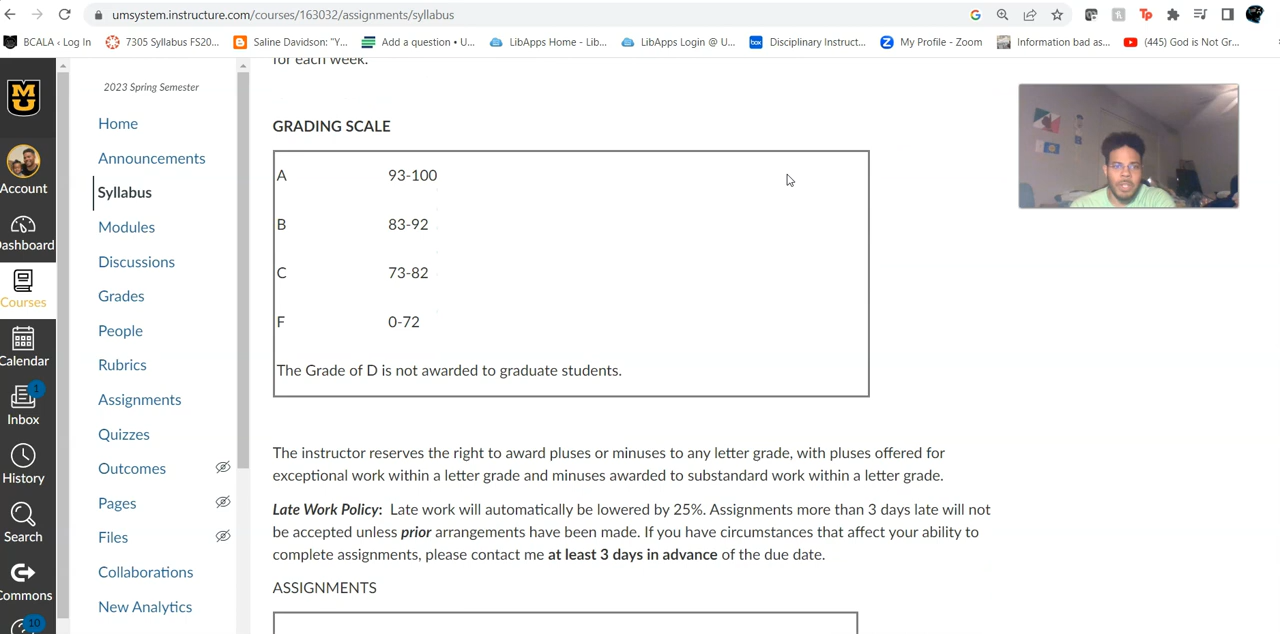 umsystem.instructure.com/courses/163032/assignments/syllabus
BCALA ‹ Log In
7305 Syllabus FS20...
Saline Davidson: "Y...
Add a question • U...
LibApps Home - Lib...
LibApps Login @ U...
box
Disciplinary Instruct...
My Profile - Zoom
Information bad as...
(445) God is Not Gr...
for each week.
2023 Spring Semester
Home
Announcements
Syllabus
Modules
Discussions
Grades
People
Rubrics
Assignments
Quizzes
Outcomes
Pages
Files
Collaborations
New Analytics
MU
Account
Dashboard
Courses
Calendar
1
Inbox
History
Search
Commons
10
GRADING SCALE
A 93-100
B 83-92
C 73-82
F 0-72
The Grade of D is not awarded to graduate students.
The instructor reserves the right to award pluses or minuses to any letter grade, with pluses offered for
exceptional work within a letter grade and minuses awarded to substandard work within a letter grade.
Late Work Policy: Late work will automatically be lowered by 25%. Assignments more than 3 days late will not
be accepted unless prior arrangements have been made. If you have circumstances that affect your ability to
complete assignments, please contact me at least 3 days in advance of the due date.
ASSIGNMENTS